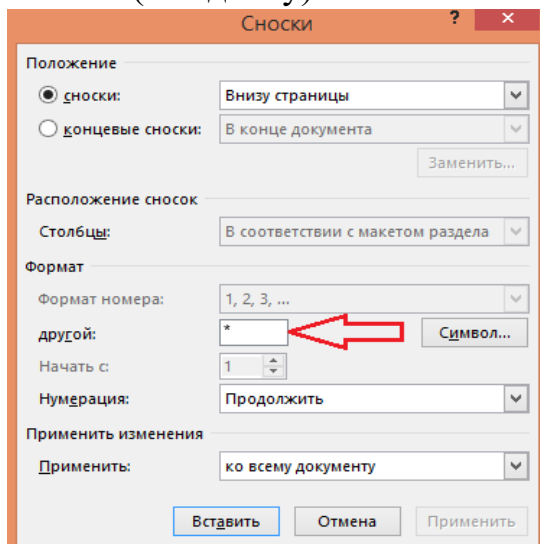 Сноски ? ×
Положение
сноски: Внизу страницы
концевые сноски: В конце документа
Заменить...
Расположение сносок
Столбцы: В соответствии с макетом раздела
Формат
Формат номера: 1, 2, 3, ...
другой: * Символ...
Начать с: 1
Нумерация: Продолжить
Применить изменения
Применить: ко всему документу
Вставить Отмена Применить